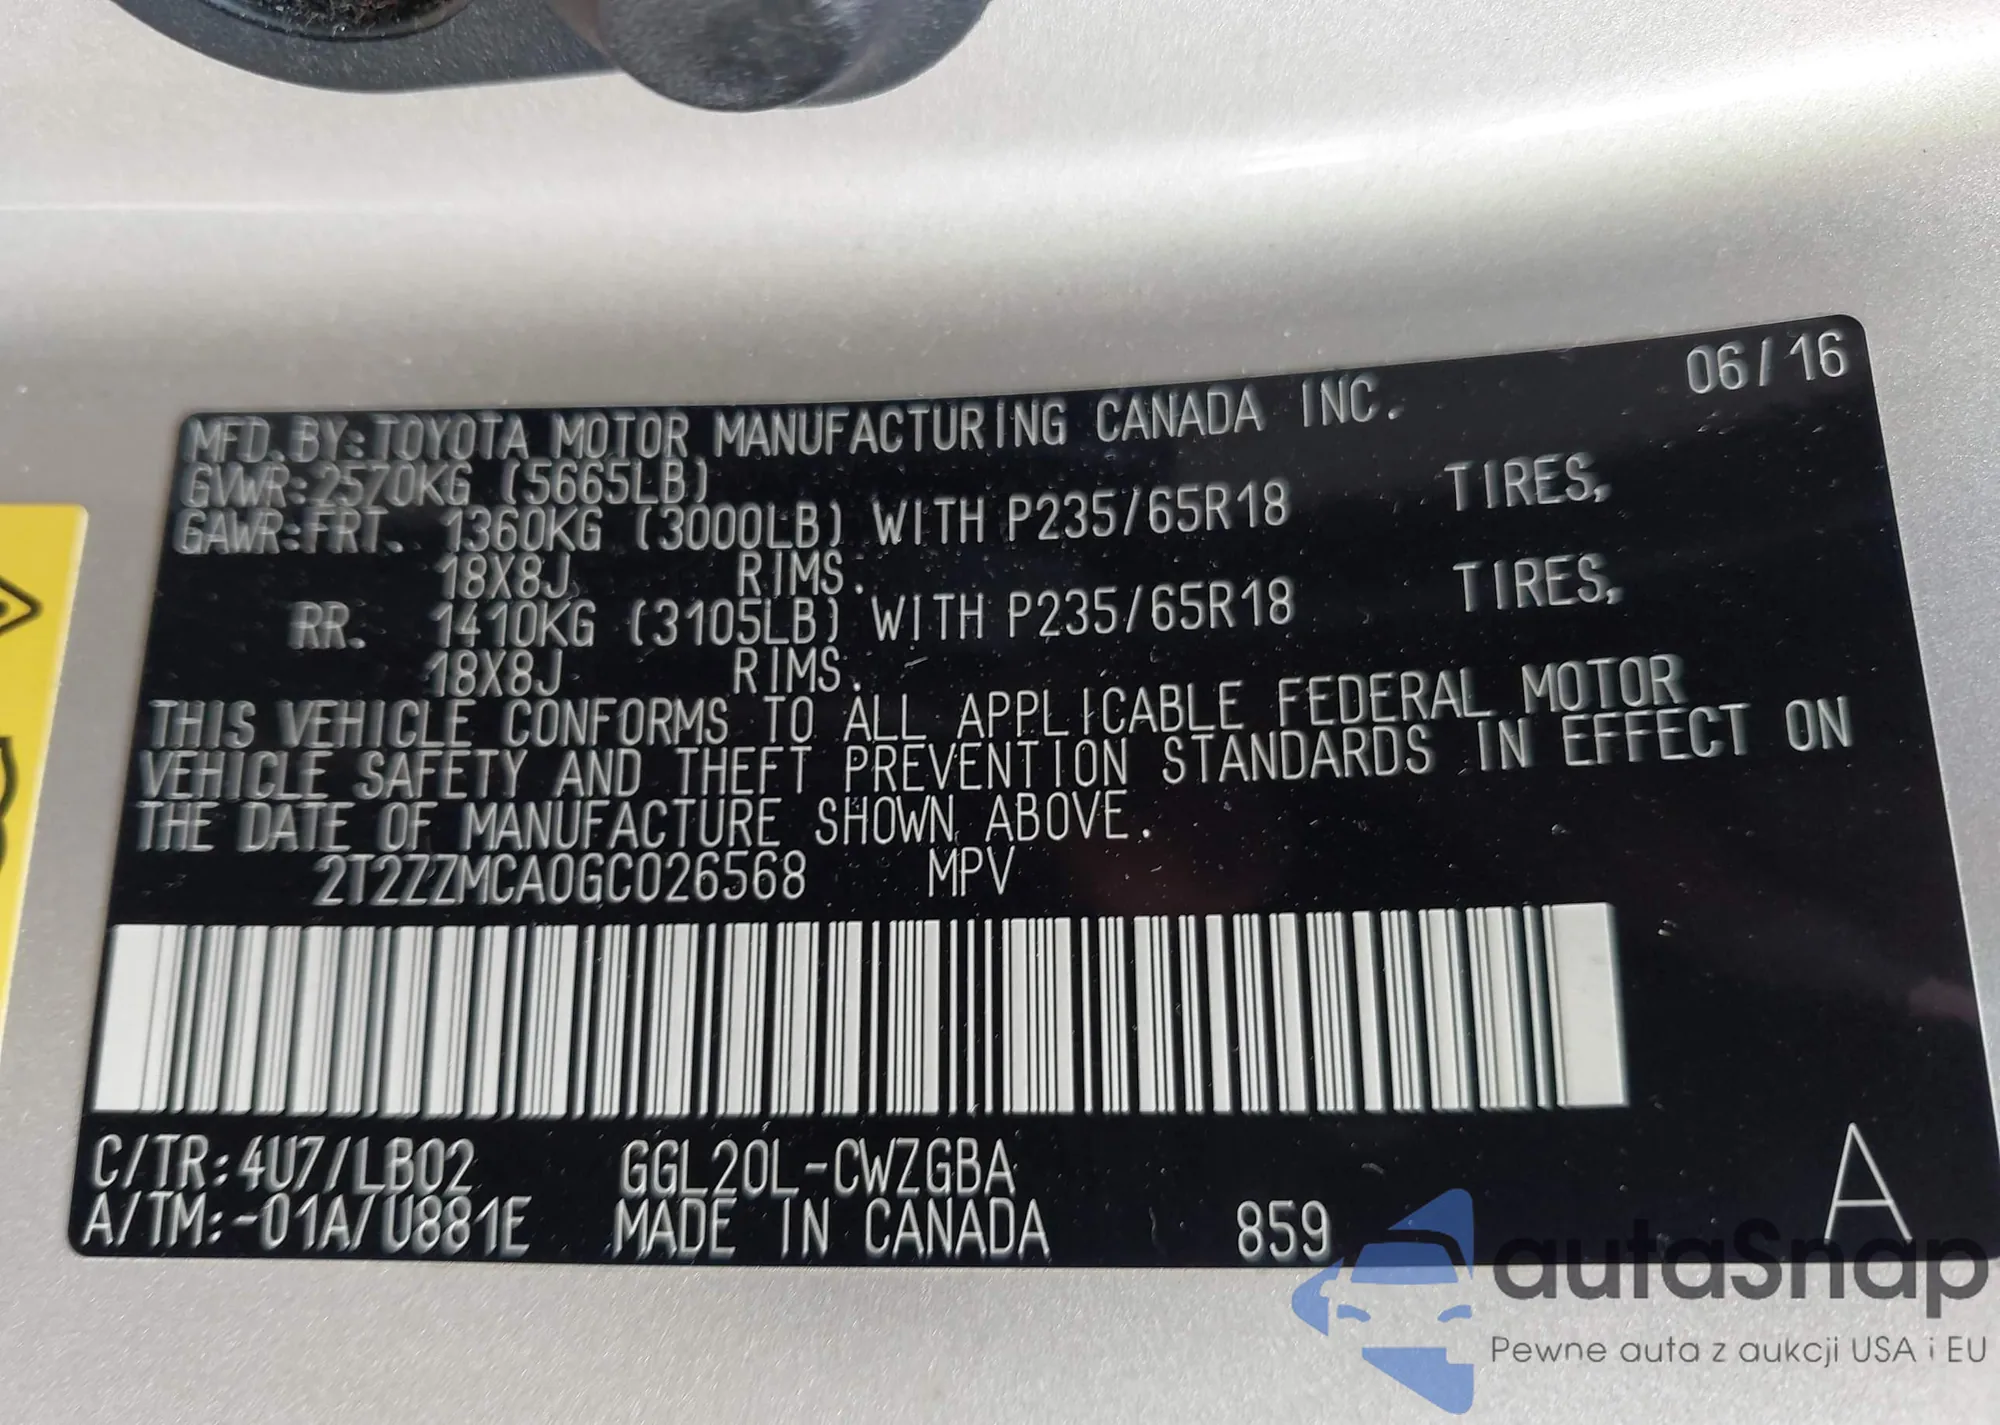 06/16
MFD.BY:TOYOTA MOTOR MANUFACTURING CANADA INC.
GVWR:2570KG (5665LB)
GAWR:FRT. 1360KG (3000LB) WITH P235/65R18 TIRES,
18X8J RIMS.
RR. 1410KG (3105LB) WITH P235/65R18 TIRES,
18X8J RIMS.
THIS VEHICLE CONFORMS TO ALL APPLICABLE FEDERAL MOTOR
VEHICLE SAFETY AND THEFT PREVENTION STANDARDS IN EFFECT ON
THE DATE OF MANUFACTURE SHOWN ABOVE.
2T2ZZMCA0GC026568 MPV
C/TR:4U7/LB02 GGL20L-CWZGBA
A/TM:-01A/U881E MADE IN CANADA 859 A
autaSnap
Pewne auta z aukcji USA i EU